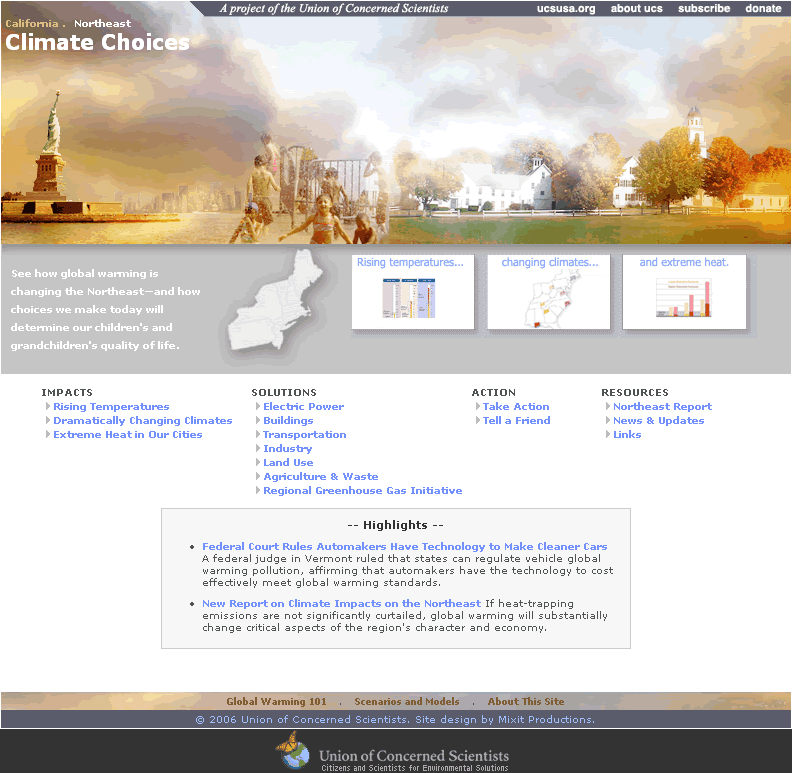 A project of the Union of Concerned Scientists
ucsusa.org about ucs subscribe donate
California . Northeast
Climate Choices
See how global warming is
changing the Northeast—and how
choices we make today will
determine our children's and
grandchildren's quality of life.
Rising temperatures...
changing climates...
and extreme heat.
IMPACTS
Rising Temperatures
Dramatically Changing Climates
Extreme Heat in Our Cities
SOLUTIONS
Electric Power
Buildings
Transportation
Industry
Land Use
Agriculture & Waste
Regional Greenhouse Gas Initiative
ACTION
Take Action
Tell a Friend
RESOURCES
Northeast Report
News & Updates
Links
-- Highlights --
• Federal Court Rules Automakers Have Technology to Make Cleaner Cars
A federal judge in Vermont ruled that states can regulate vehicle global
warming pollution, affirming that automakers have the technology to cost
effectively meet global warming standards.
• New Report on Climate Impacts on the Northeast If heat-trapping
emissions are not significantly curtailed, global warming will substantially
change critical aspects of the region's character and economy.
Global Warming 101 . Scenarios and Models . About This Site
© 2006 Union of Concerned Scientists. Site design by Mixit Productions.
Union of Concerned Scientists
Citizens and Scientists for Environmental Solutions